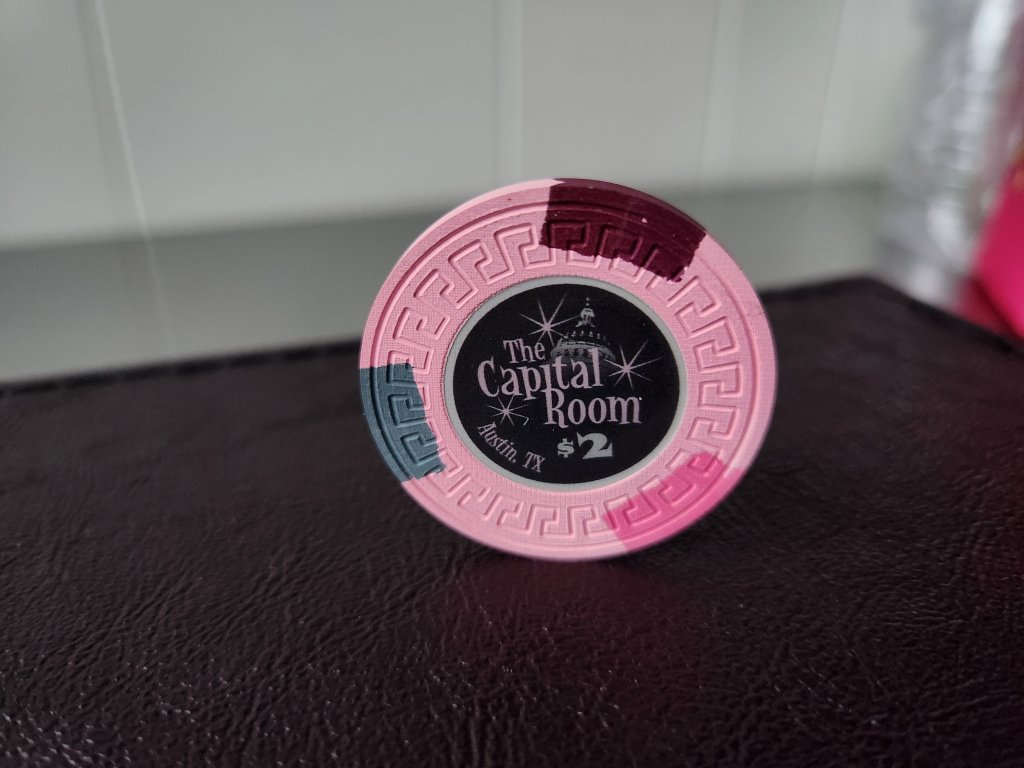 The
Capital
Room
Austin, TX
$2